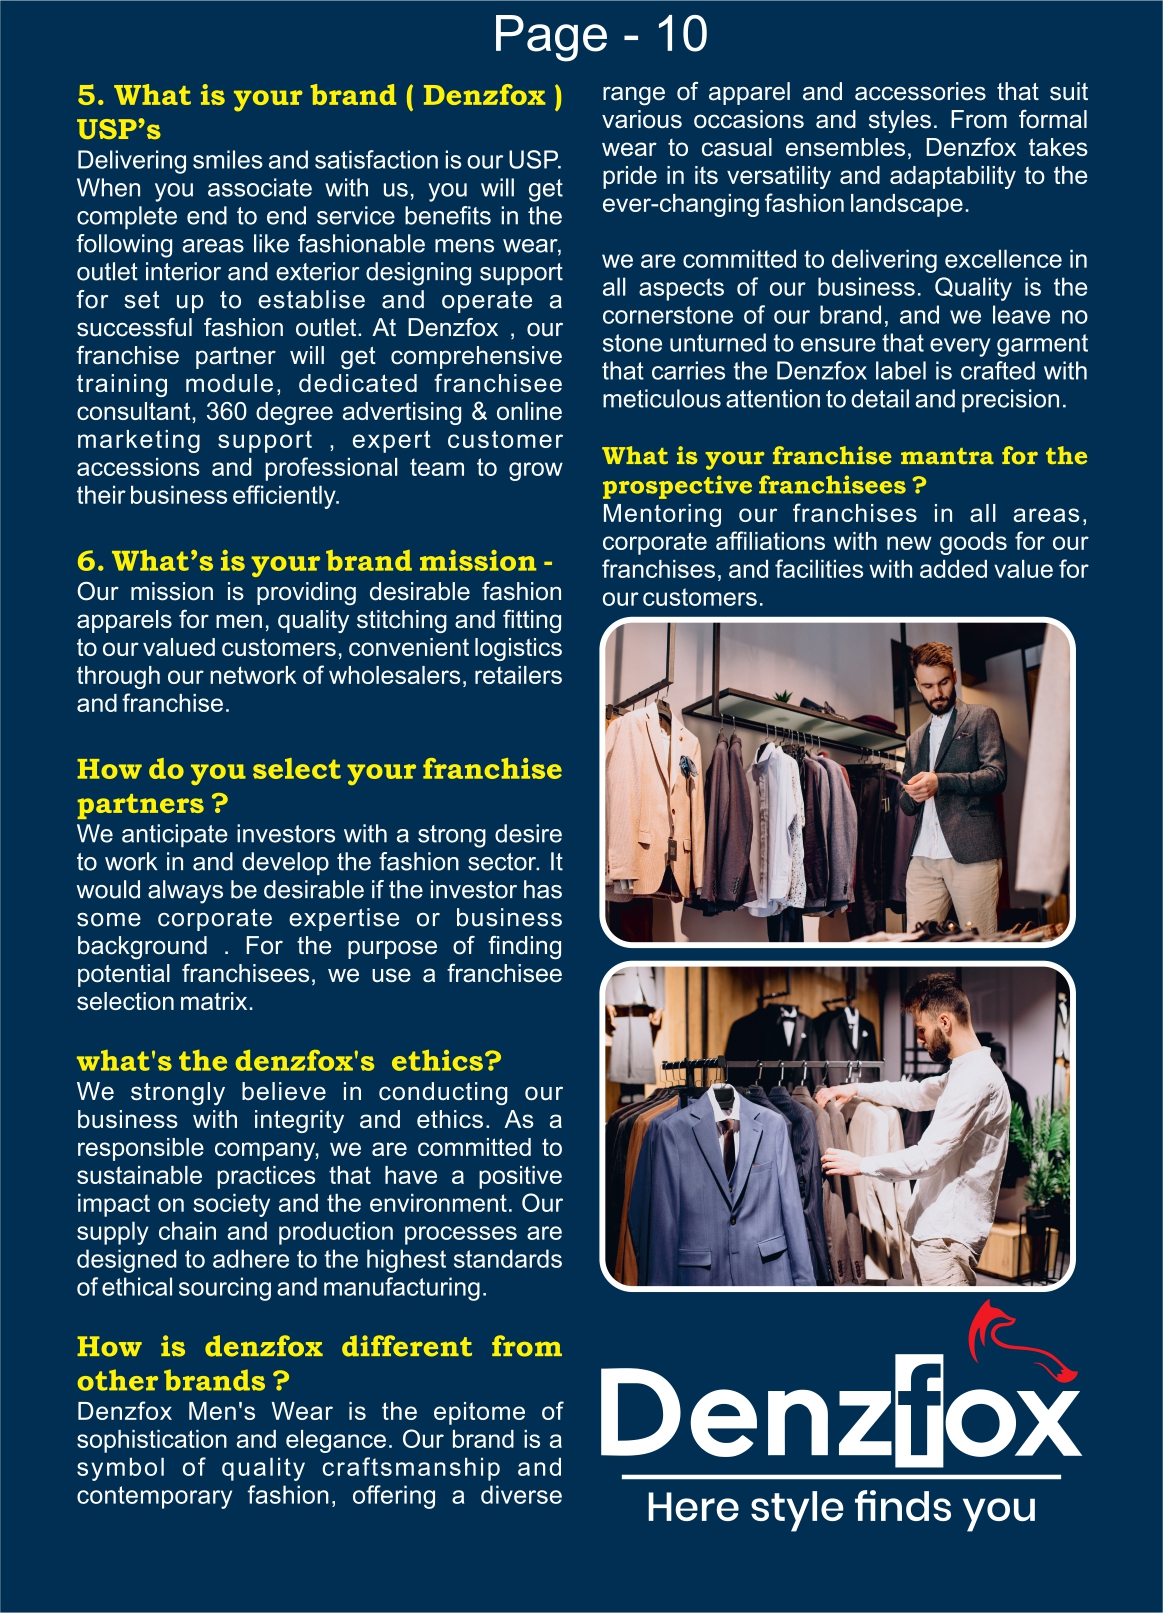 Page - 10
5. What is your brand ( Denzfox )
USP’s
Delivering smiles and satisfaction is our USP.
When you associate with us, you will get
complete end to end service benefits in the
following areas like fashionable mens wear,
outlet interior and exterior designing support
for set up to establise and operate a
successful fashion outlet. At Denzfox , our
franchise partner will get comprehensive
training module, dedicated franchisee
consultant, 360 degree advertising & online
marketing support , expert customer
accessions and professional team to grow
their business efficiently.
6. What’s is your brand mission -
Our mission is providing desirable fashion
apparels for men, quality stitching and fitting
to our valued customers, convenient logistics
through our network of wholesalers, retailers
and franchise.
How do you select your franchise
partners ?
We anticipate investors with a strong desire
to work in and develop the fashion sector. It
would always be desirable if the investor has
some corporate expertise or business
background . For the purpose of finding
potential franchisees, we use a franchisee
selection matrix.
what's the denzfox's ethics?
We strongly believe in conducting our
business with integrity and ethics. As a
responsible company, we are committed to
sustainable practices that have a positive
impact on society and the environment. Our
supply chain and production processes are
designed to adhere to the highest standards
of ethical sourcing and manufacturing.
How is denzfox different from
other brands ?
Denzfox Men's Wear is the epitome of
sophistication and elegance. Our brand is a
symbol of quality craftsmanship and
contemporary fashion, offering a diverse
range of apparel and accessories that suit
various occasions and styles. From formal
wear to casual ensembles, Denzfox takes
pride in its versatility and adaptability to the
ever-changing fashion landscape.
we are committed to delivering excellence in
all aspects of our business. Quality is the
cornerstone of our brand, and we leave no
stone unturned to ensure that every garment
that carries the Denzfox label is crafted with
meticulous attention to detail and precision.
What is your franchise mantra for the
prospective franchisees ?
Mentoring our franchises in all areas,
corporate affiliations with new goods for our
franchises, and facilities with added value for
our customers.
Denzfox
Here style finds you